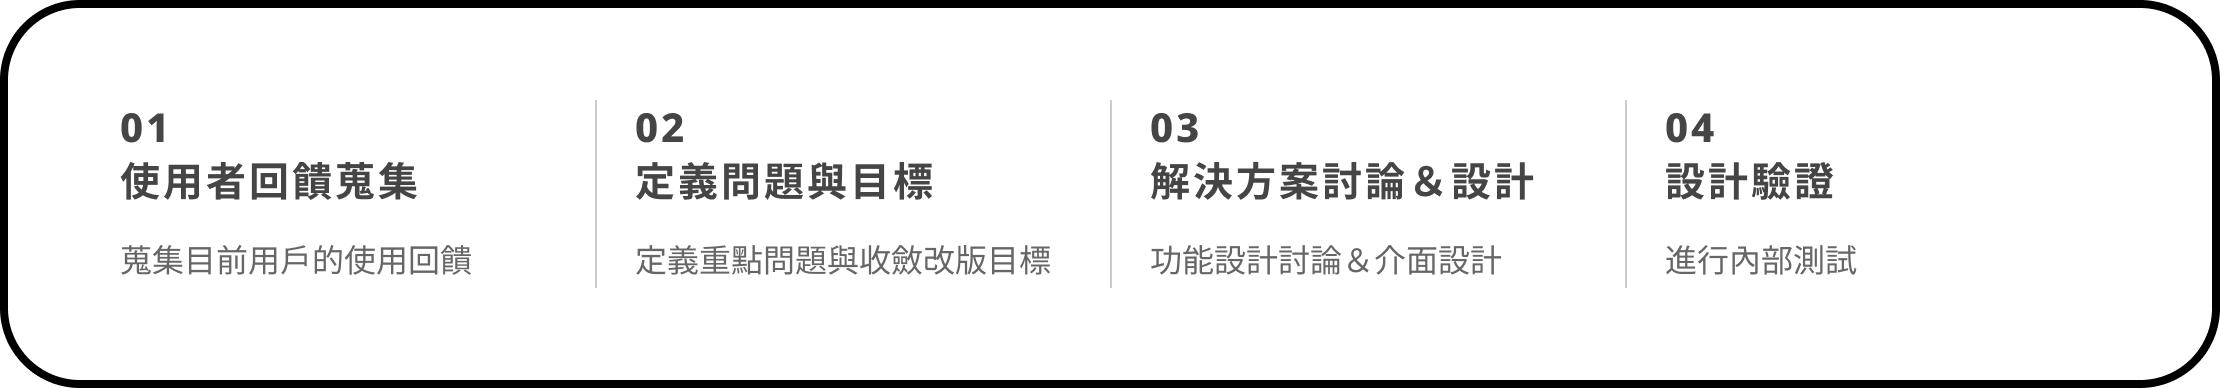 01
使用者回饋蒐集
蒐集目前用戶的使用回饋
02
定義問題與目標
定義重點問題與收斂改版目標
03
解決方案討論＆設計
功能設計討論＆介面設計
04
設計驗證
進行內部測試